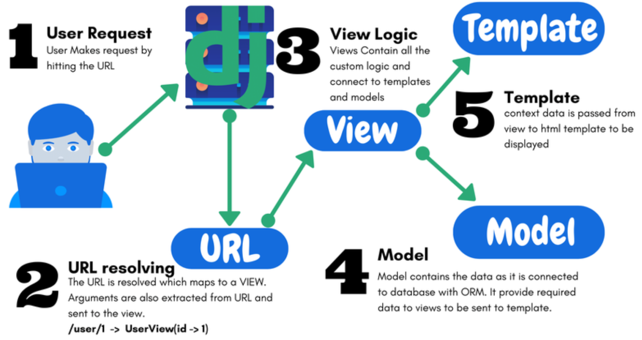 1 User Request
User Makes request by
hitting the URL
dj
3 View Logic
Views Contain all the
custom logic and
connect to templates
and models
Template
View
5 Template
context data is passed from
view to html template to be
displayed
URL
Model
2 URL resolving
The URL is resolved which maps to a VIEW.
Arguments are also extracted from URL and
sent to the view.
/user/1 -> UserView(id -> 1)
4 Model
Model contains the data as it is connected
to database with ORM. It provide required
data to views to be sent to template.